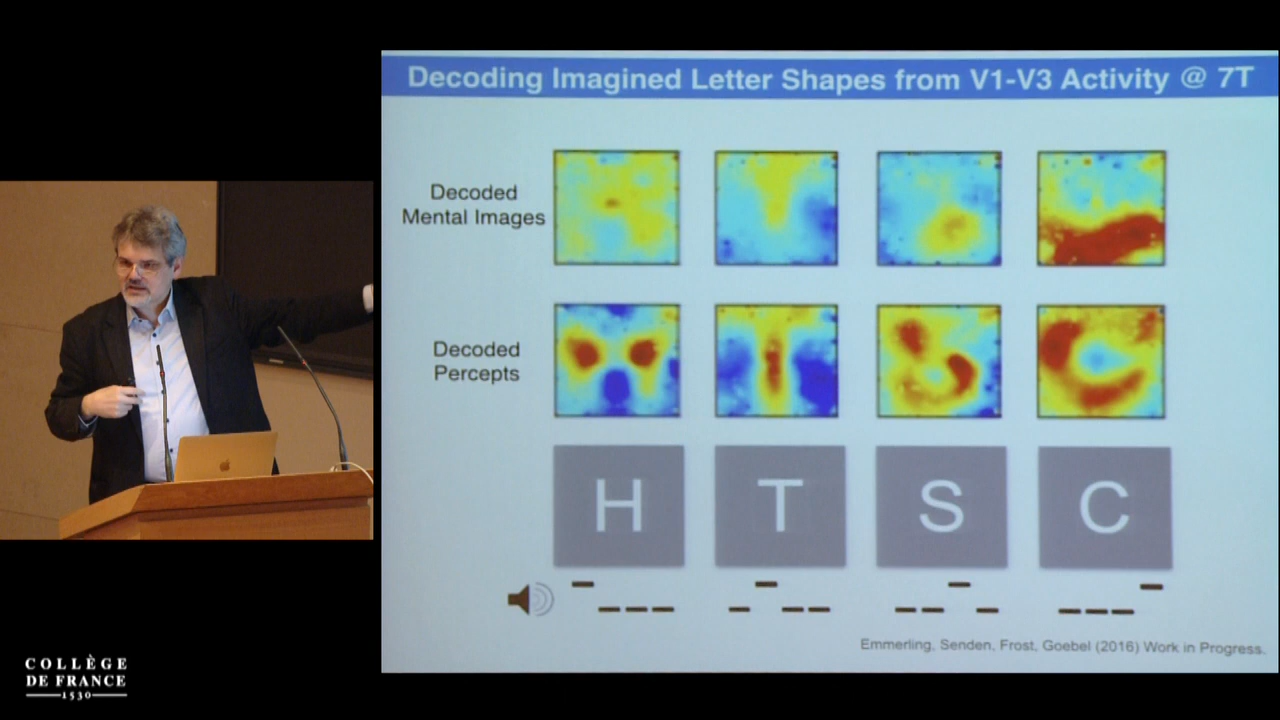 Decoding Imagined Letter Shapes from V1-V3 Activity @ 7T
Decoded
Mental Images
Decoded
Percepts
H T S C
Emmerling, Senden, Frost, Goebel (2016) Work in Progress.
COLLÈGE
DE FRANCE
1530